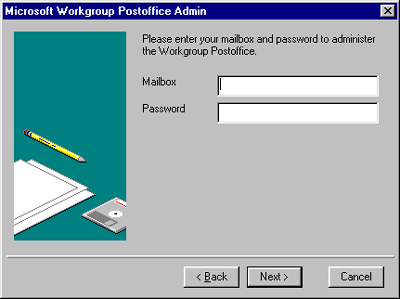 Microsoft Workgroup Postoffice Admin
Please enter your mailbox and password to administer
the Workgroup Postoffice.
Mailbox
Password
< Back
Next >
Cancel